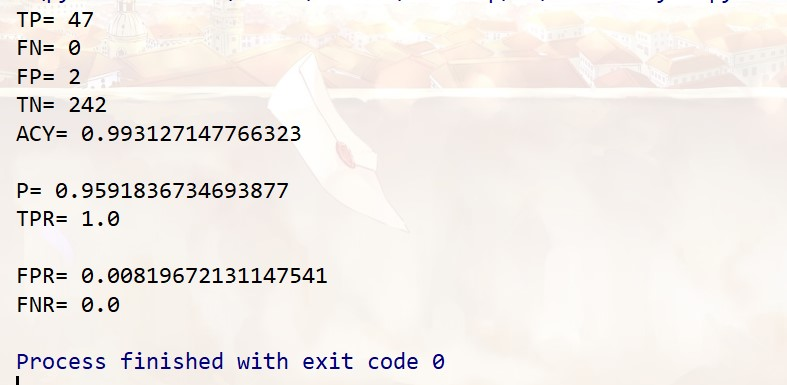 TP= 47
FN= 0
FP= 2
TN= 242
ACY= 0.993127147766323
P= 0.9591836734693877
TPR= 1.0
FPR= 0.00819672131147541
FNR= 0.0
Process finished with exit code 0